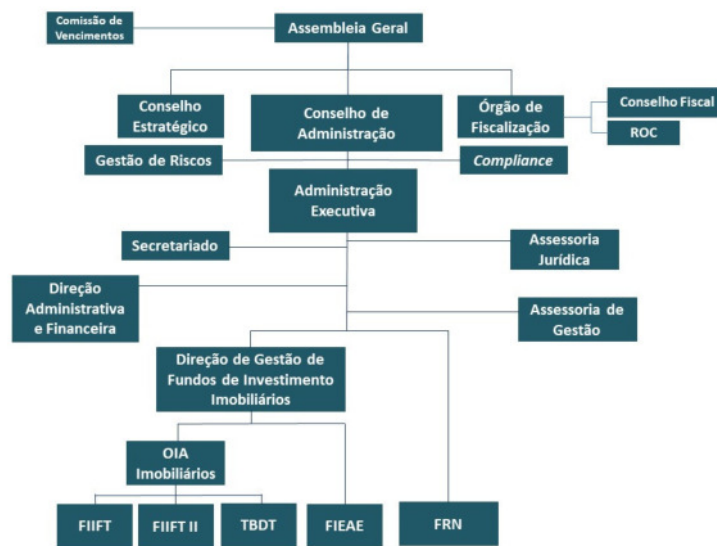 Comissão de
Vencimentos
Assembleia Geral
Conselho
Estratégico
Conselho de
Administração
Órgão de
Fiscalização
Conselho Fiscal
ROC
Gestão de Riscos
Compliance
Administração
Executiva
Secretariado
Assessoria
Jurídica
Direção
Administrativa
e Financeira
Assessoria de
Gestão
Direção de Gestão de
Fundos de Investimento
Imobiliários
OIA
Imobiliários
FIIFT
FIIFT II
TBDT
FIEAE
FRN